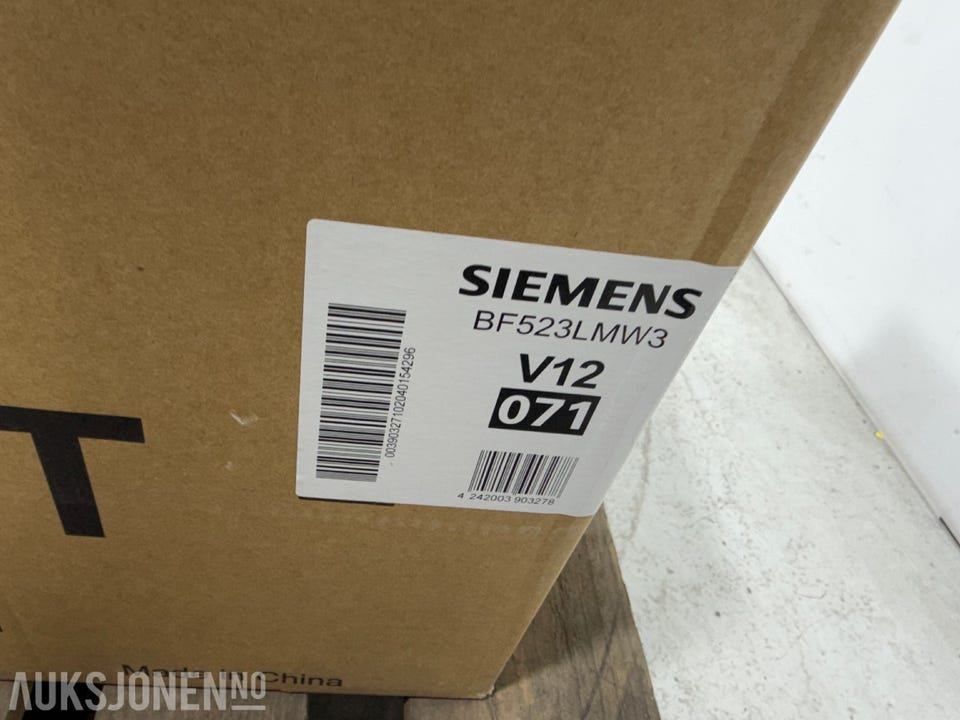 SIEMENS
BF523LMW3
V12
071
00390327102040154296
4 242003 903278
T
Made in China
AUKSJONEN.NO